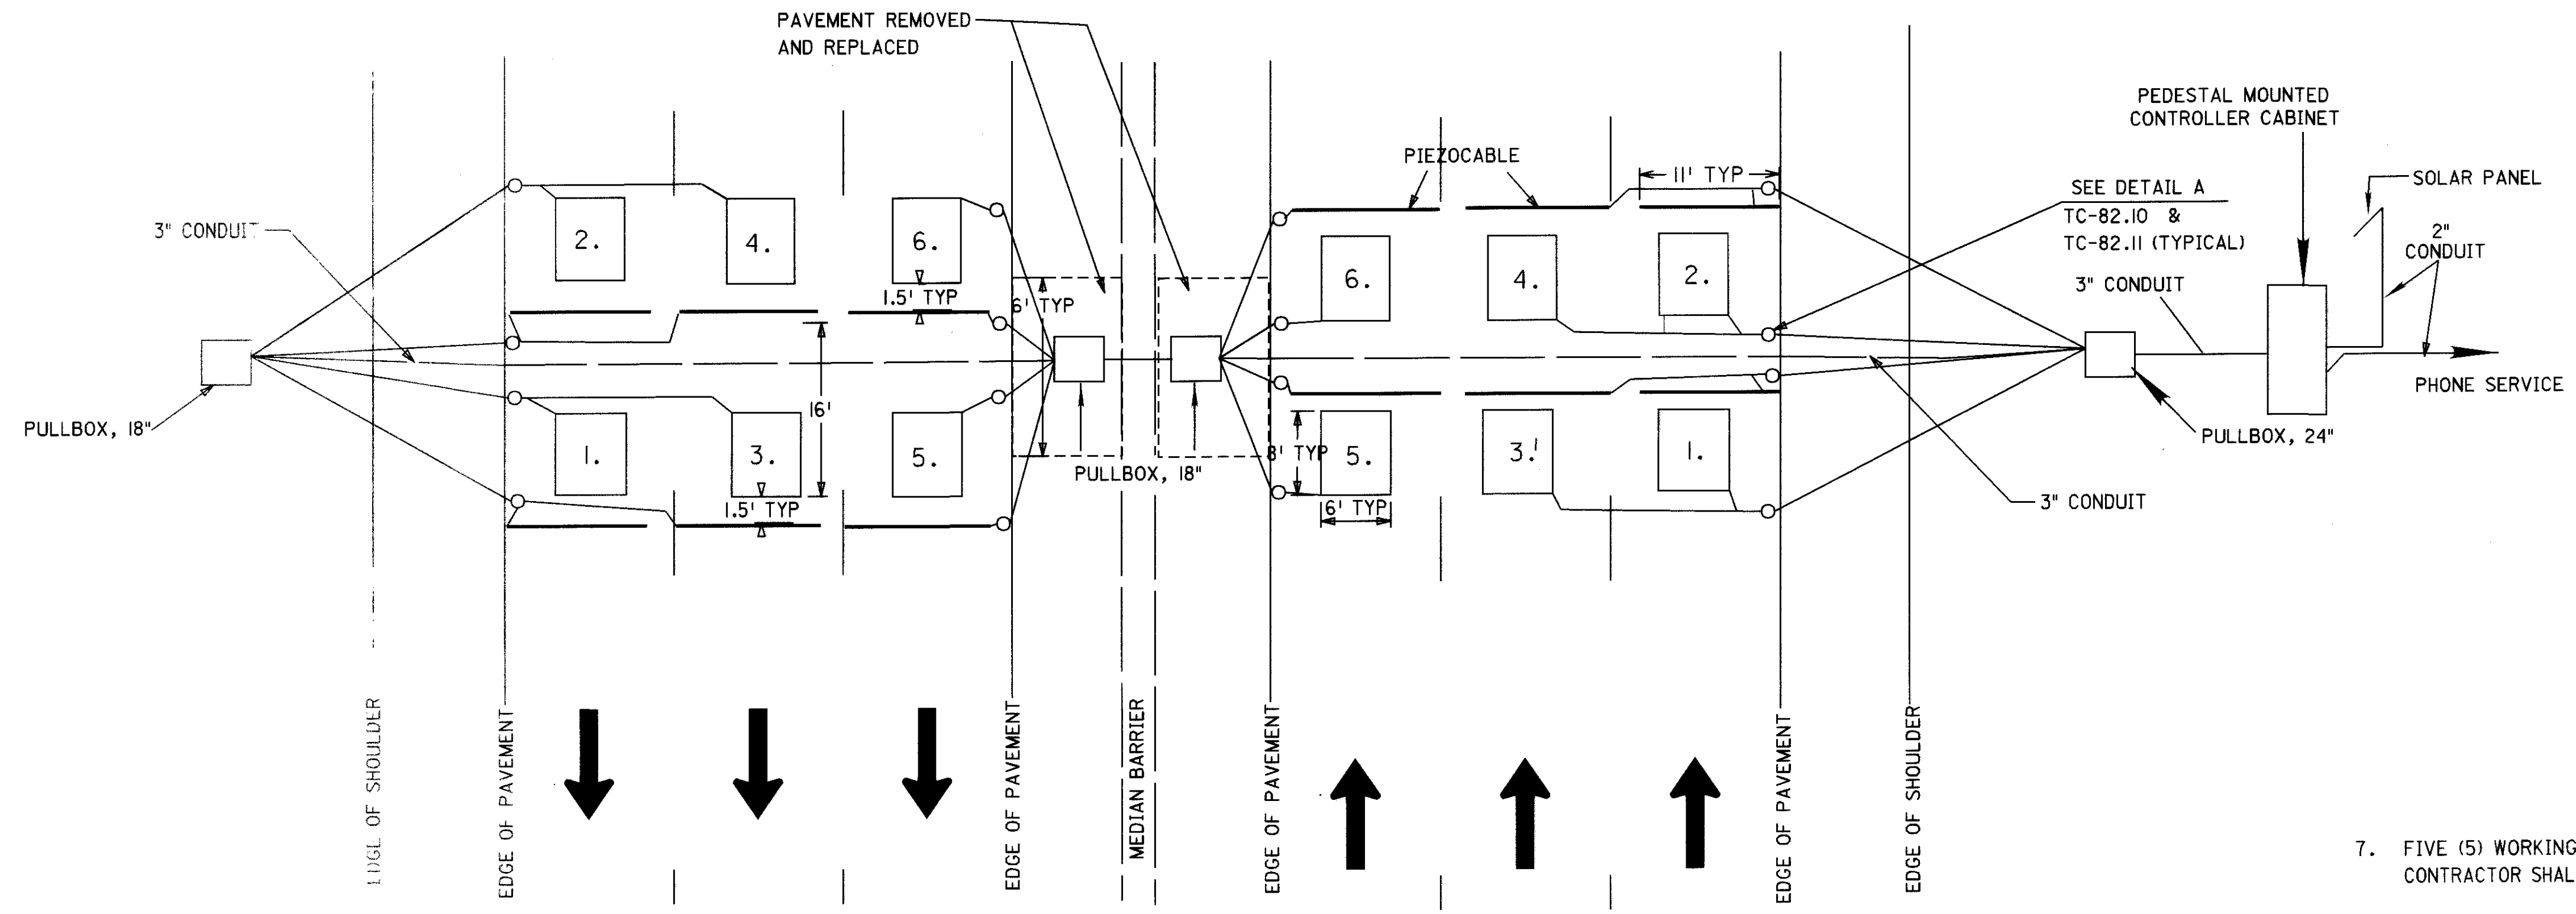 PAVEMENT REMOVED
AND REPLACED
PEDESTAL MOUNTED
CONTROLLER CABINET
PIEZOCABLE
11' TYP
SEE DETAIL A
TC-82.10 &
TC-82.11 (TYPICAL)
SOLAR PANEL
2"
CONDUIT
3" CONDUIT
2.
4.
6.
1.5' TYP
6' TYP
6.
4.
2.
3" CONDUIT
PHONE SERVICE
16'
PULLBOX, 18"
1.
3.
5.
1.5' TYP
PULLBOX, 18"
8' TYP
5.
3.'
1.
6' TYP
PULLBOX, 24"
3" CONDUIT
EDGE OF SHOULDER
EDGE OF PAVEMENT
EDGE OF PAVEMENT
MEDIAN BARRIER
EDGE OF PAVEMENT
EDGE OF PAVEMENT
EDGE OF SHOULDER
7. FIVE (5) WORKING
CONTRACTOR SHAL